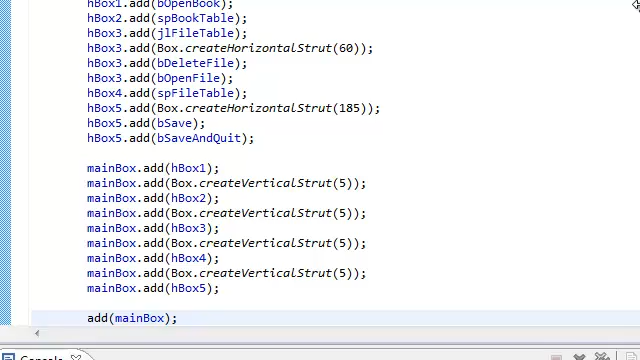 hBox1.add(bOpenBook);
hBox2.add(spBookTable);
hBox3.add(jlFileTable);
hBox3.add(Box.createHorizontalStrut(60));
hBox3.add(bDeleteFile);
hBox3.add(bOpenFile);
hBox4.add(spFileTable);
hBox5.add(Box.createHorizontalStrut(185));
hBox5.add(bSave);
hBox5.add(bSaveAndQuit);
mainBox.add(hBox1);
mainBox.add(Box.createVerticalStrut(5));
mainBox.add(hBox2);
mainBox.add(Box.createVerticalStrut(5));
mainBox.add(hBox3);
mainBox.add(Box.createVerticalStrut(5));
mainBox.add(hBox4);
mainBox.add(Box.createVerticalStrut(5));
mainBox.add(hBox5);
add(mainBox);
Console